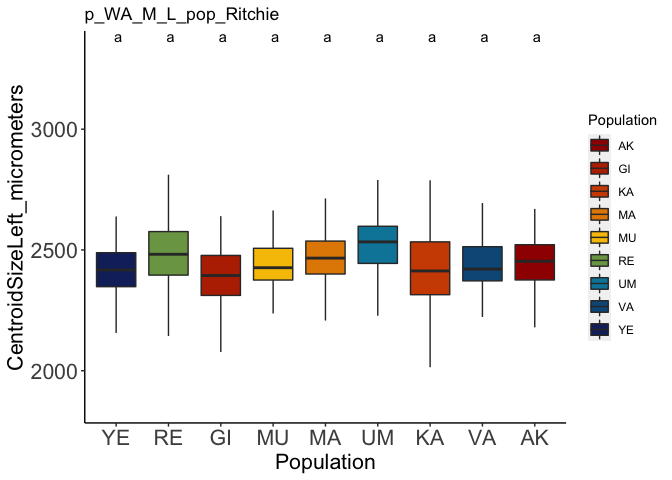 p_WA_M_L_pop_Ritchie
a a a a a a a a a
CentroidSizeLeft_micrometers
3000
2500
2000
YE RE GI MU MA UM KA VA AK
Population
Population
AK
GI
KA
MA
MU
RE
UM
VA
YE